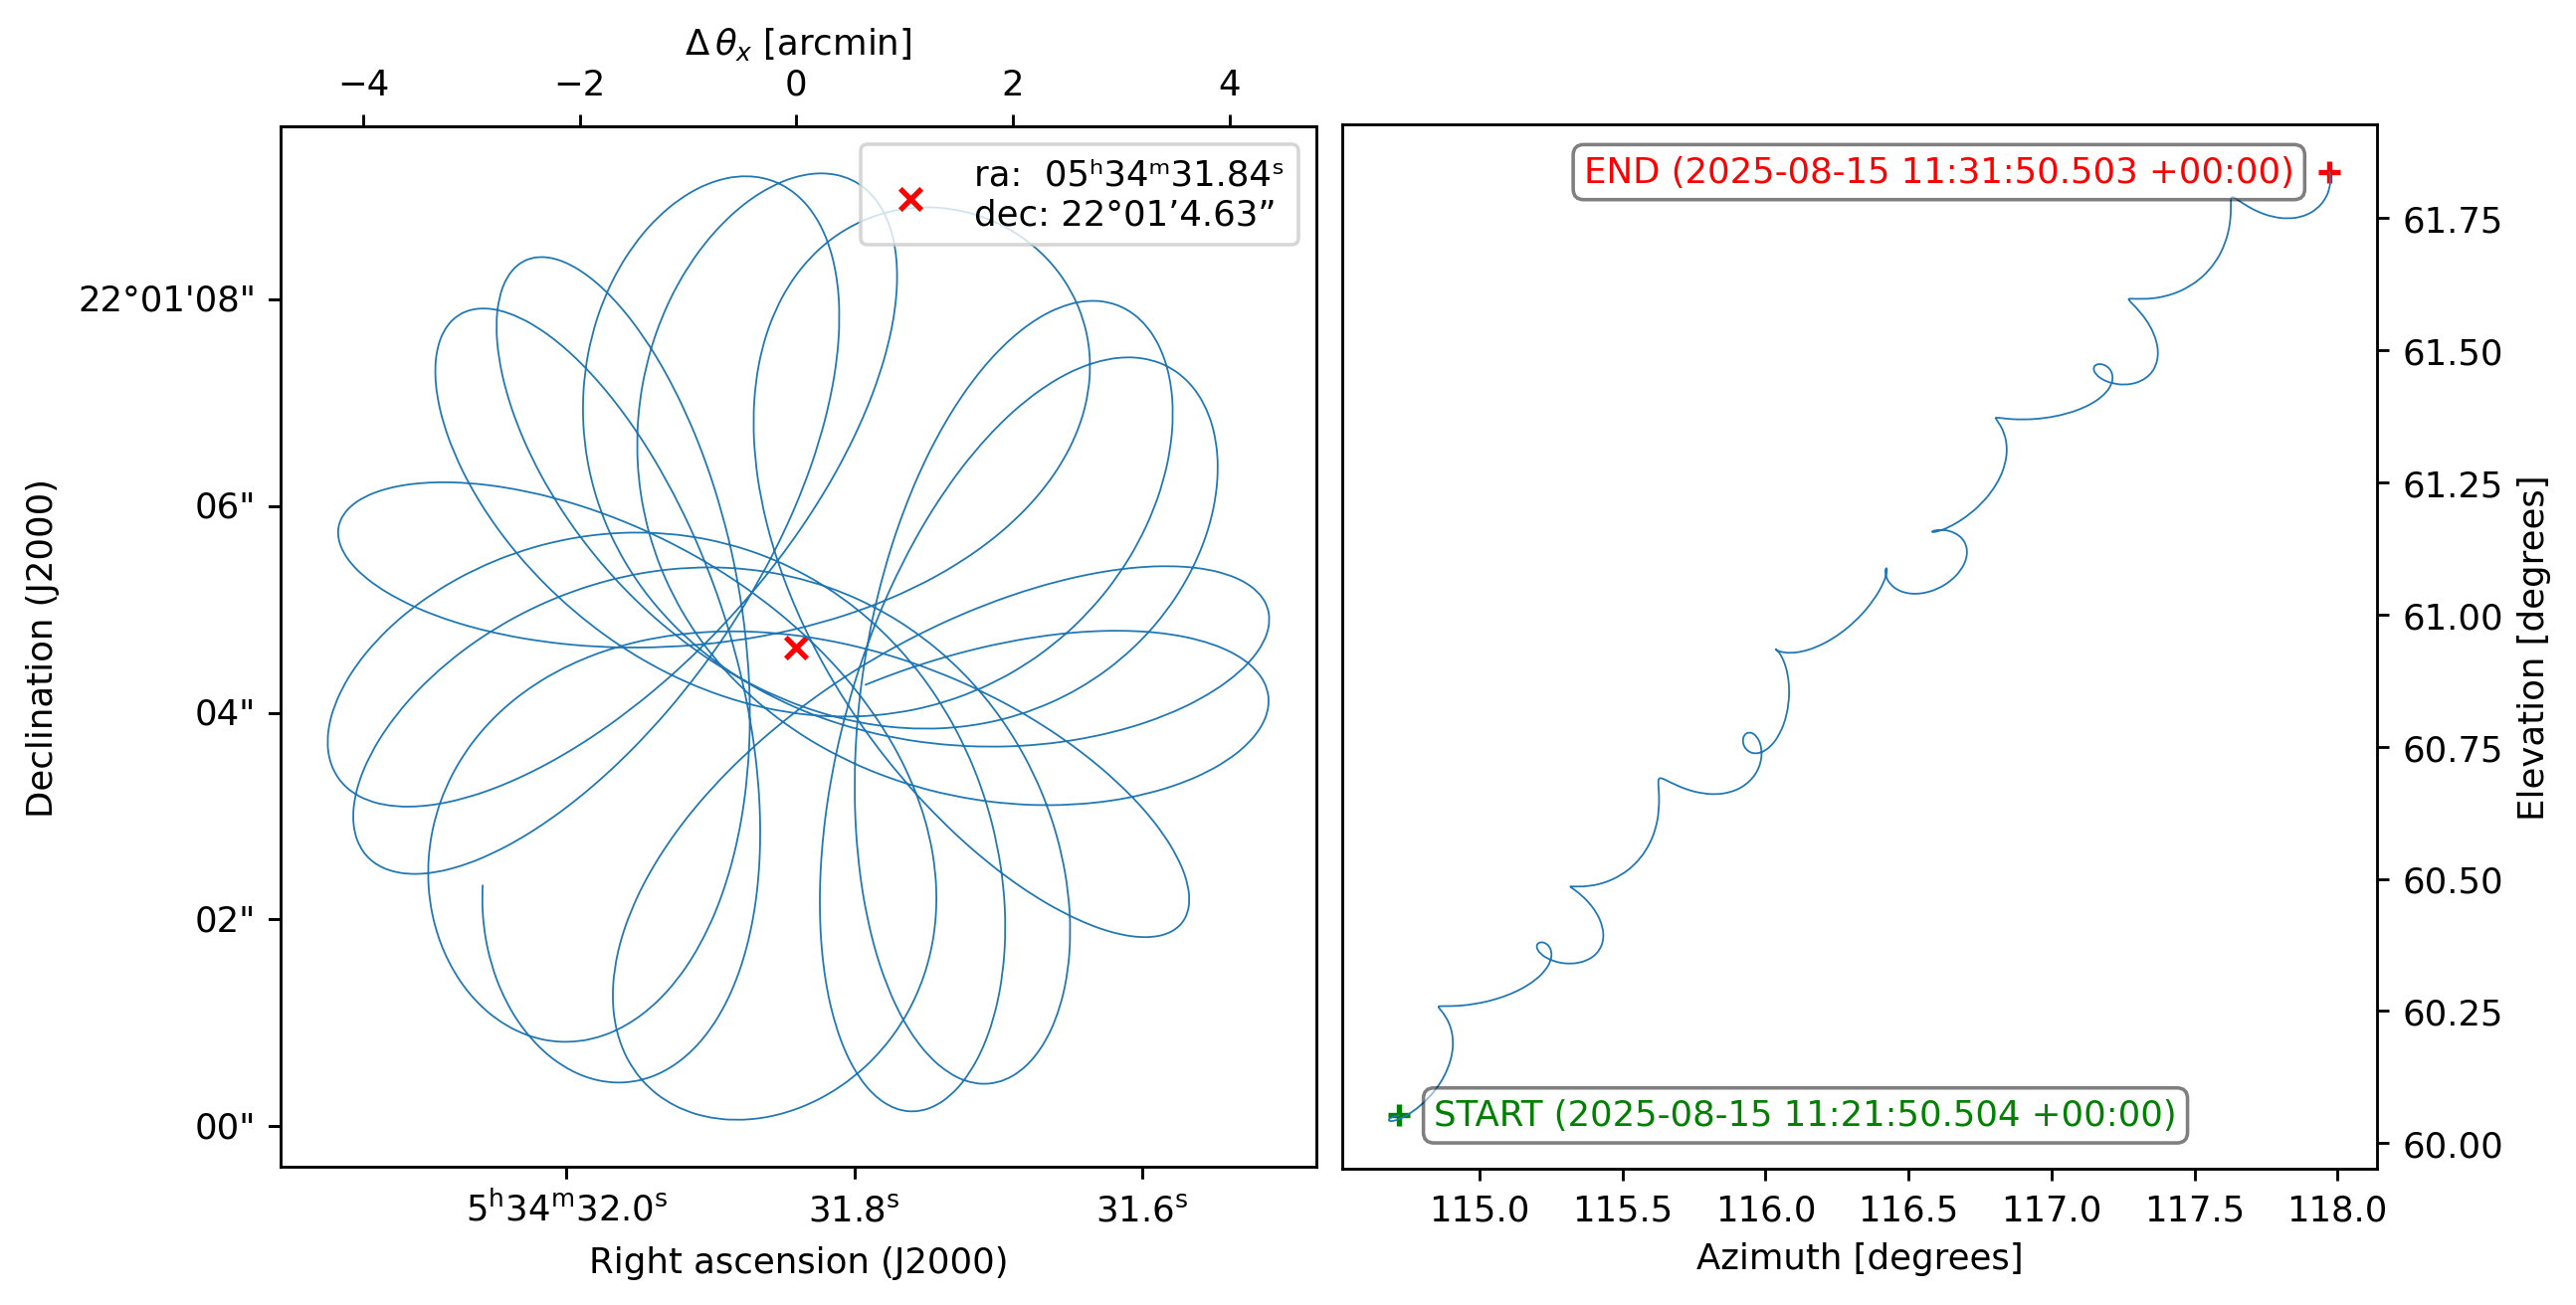 Δ θx [arcmin]
−4 −2 0 2 4
ra: 05ʰ34ᵐ31.84ˢ
dec: 22°01’4.63”
22°01'08"
06"
04"
02"
00"
Declination (J2000)
5ʰ34ᵐ32.0ˢ 31.8ˢ 31.6ˢ
Right ascension (J2000)
END (2025-08-15 11:31:50.503 +00:00)
START (2025-08-15 11:21:50.504 +00:00)
61.75
61.50
61.25
61.00
60.75
60.50
60.25
60.00
Elevation [degrees]
115.0 115.5 116.0 116.5 117.0 117.5 118.0
Azimuth [degrees]